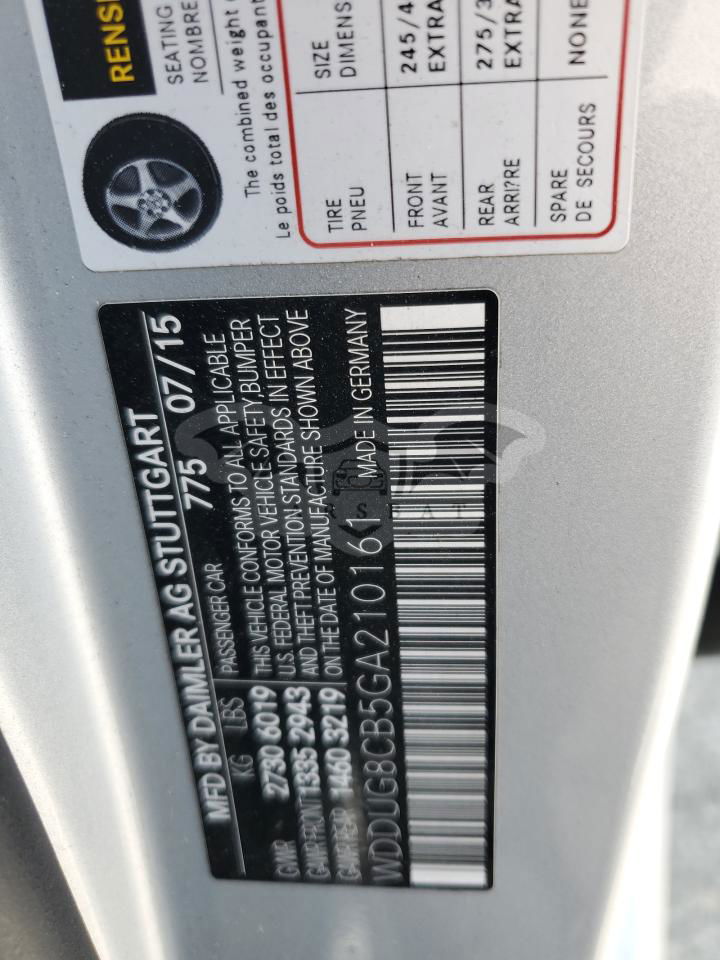 RENSE
SEATING
NOMBRE
The combined weight
Le poids total des occupant
TIRE
PNEU
SIZE
DIMENS
FRONT
AVANT
245/4
EXTRA
REAR
ARRI?RE
275/3
EXTRA
SPARE
DE SECOURS
NONE
MFD BY DAIMLER AG STUTTGART
775 07/15
PASSENGER CAR
KG LBS
GVWR 2730 6019
GAWR FRONT 1335 2943
GAWR REAR 1460 3219
THIS VEHICLE CONFORMS TO ALL APPLICABLE
U.S. FEDERAL MOTOR VEHICLE SAFETY,BUMPER
AND THEFT PREVENTION STANDARDS IN EFFECT
ON THE DATE OF MANUFACTURE SHOWN ABOVE
WDDUG8CB5GA210161 MADE IN GERMANY